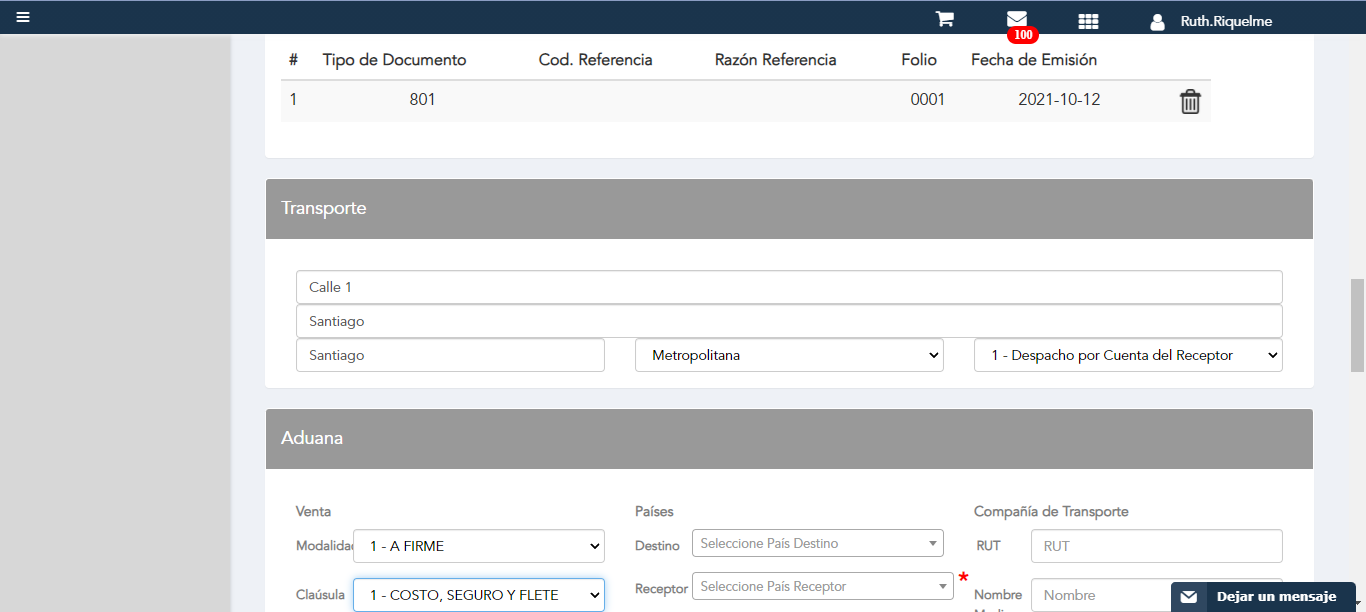 Ruth.Riquelme
100
# Tipo de Documento Cod. Referencia Razón Referencia Folio Fecha de Emisión
1 801 0001 2021-10-12
Transporte
Calle 1
Santiago
Santiago Metropolitana 1 - Despacho por Cuenta del Receptor
Aduana
Venta Países Compañía de Transporte
Modalidad 1 - A FIRME Destino Seleccione País Destino RUT RUT
Claúsula 1 - COSTO, SEGURO Y FLETE Receptor Seleccione País Receptor * Nombre Nombre
Dejar un mensaje